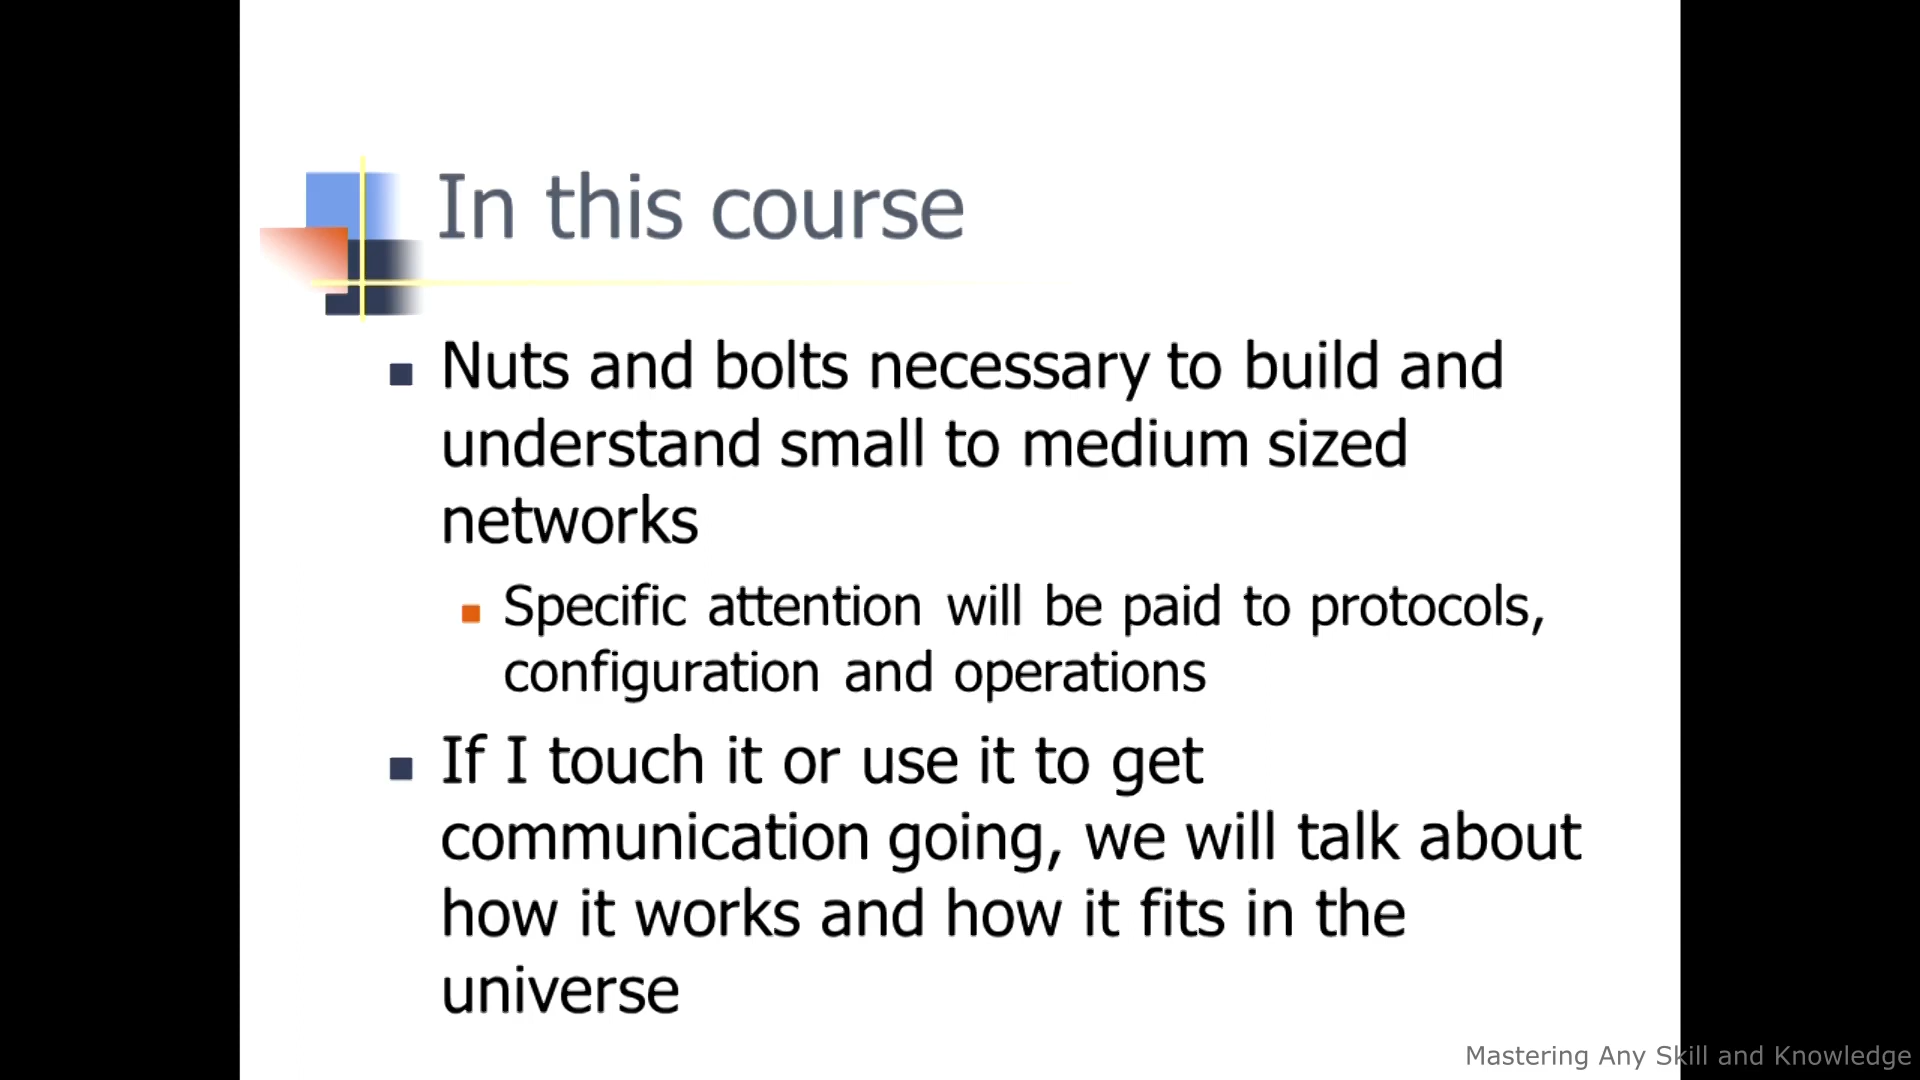 In this course
Nuts and bolts necessary to build and
understand small to medium sized
networks
Specific attention will be paid to protocols,
configuration and operations
If I touch it or use it to get
communication going, we will talk about
how it works and how it fits in the
universe
Mastering Any Skill and Knowledge